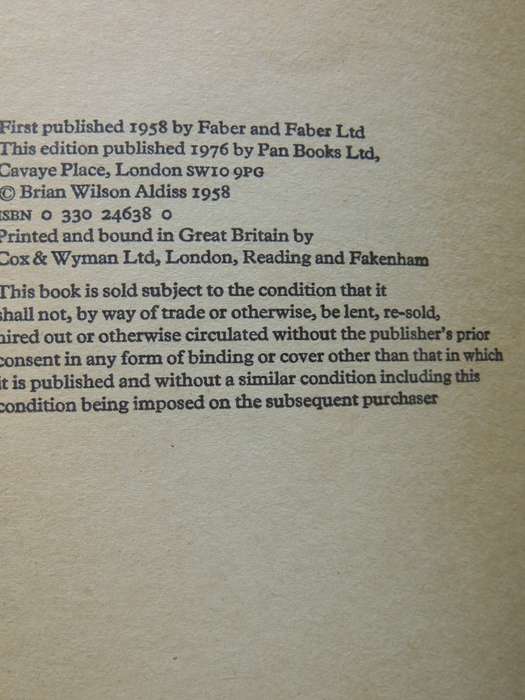 First published 1958 by Faber and Faber Ltd
This edition published 1976 by Pan Books Ltd,
Cavaye Place, London SW10 9PG
© Brian Wilson Aldiss 1958
ISBN 0 330 24638 0
Printed and bound in Great Britain by
Cox & Wyman Ltd, London, Reading and Fakenham
This book is sold subject to the condition that it
shall not, by way of trade or otherwise, be lent, re-sold,
hired out or otherwise circulated without the publisher's prior
consent in any form of binding or cover other than that in which
it is published and without a similar condition including this
condition being imposed on the subsequent purchaser